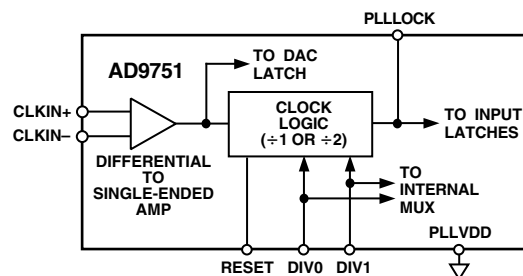 PLLLOCK
AD9751
TO DAC
LATCH
CLKIN+
CLKIN–
CLOCK
LOGIC
(÷1 OR ÷2)
TO INPUT
LATCHES
DIFFERENTIAL
TO
SINGLE-ENDED
AMP
TO
INTERNAL
MUX
PLLVDD
RESET
DIV0
DIV1